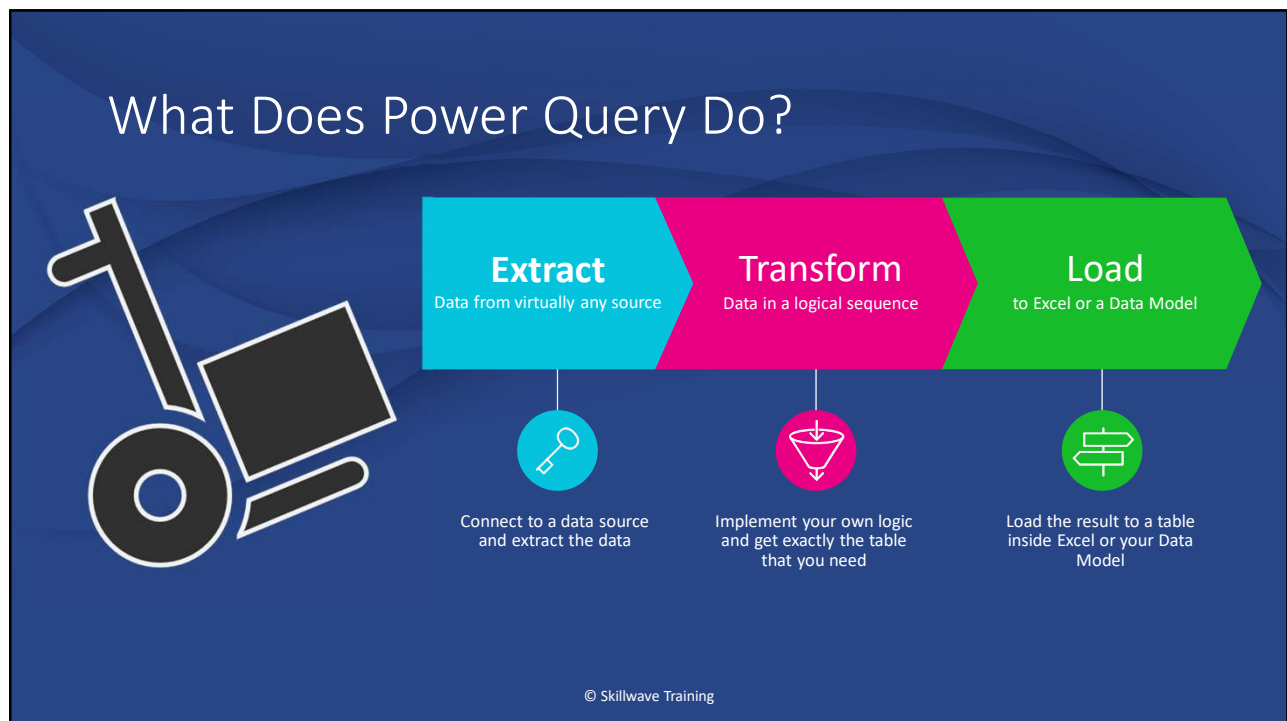 What Does Power Query Do?
Extract
Data from virtually any source
Transform
Data in a logical sequence
Load
to Excel or a Data Model
Connect to a data source
and extract the data
Implement your own logic
and get exactly the table
that you need
Load the result to a table
inside Excel or your Data
Model
© Skillwave Training